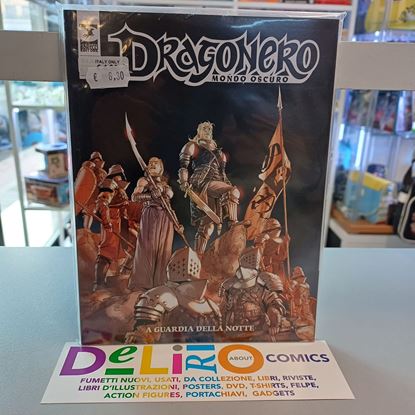 DRAGONERO
MONDO OSCURO
ITALY ONLY
€ 6,30
A GUARDIA DELLA NOTTE
DELIRIO ABOUT COMICS
FUMETTI NUOVI, USATI, DA COLLEZIONE, LIBRI, RIVISTE,
LIBRI D'ILLUSTRAZIONI, POSTERS, DVD, T-SHIRTS, FELPE,
ACTION FIGURES, PORTACHIAVI, GADGETS